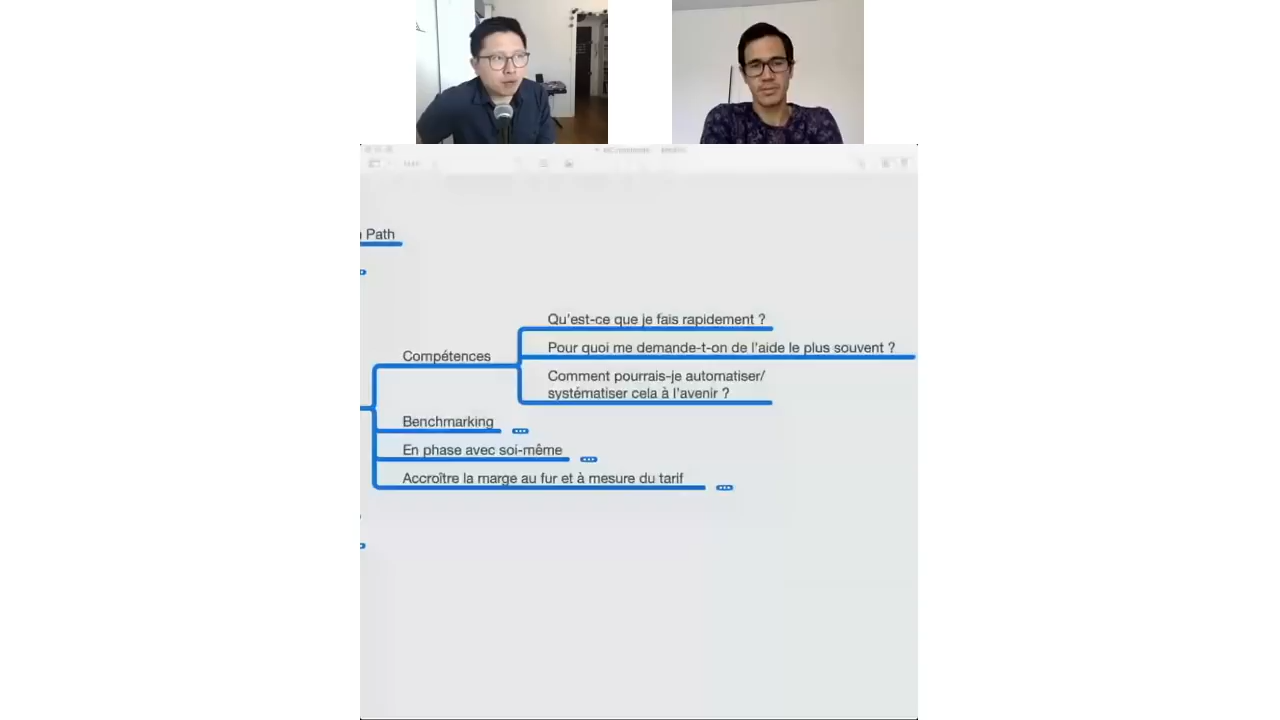 Path
Qu'est-ce que je fais rapidement ?
Pour quoi me demande-t-on de l'aide le plus souvent ?
Compétences
Comment pourrais-je automatiser/
systématiser cela à l'avenir ?
Benchmarking
En phase avec soi-même
Accroître la marge au fur et à mesure du tarif